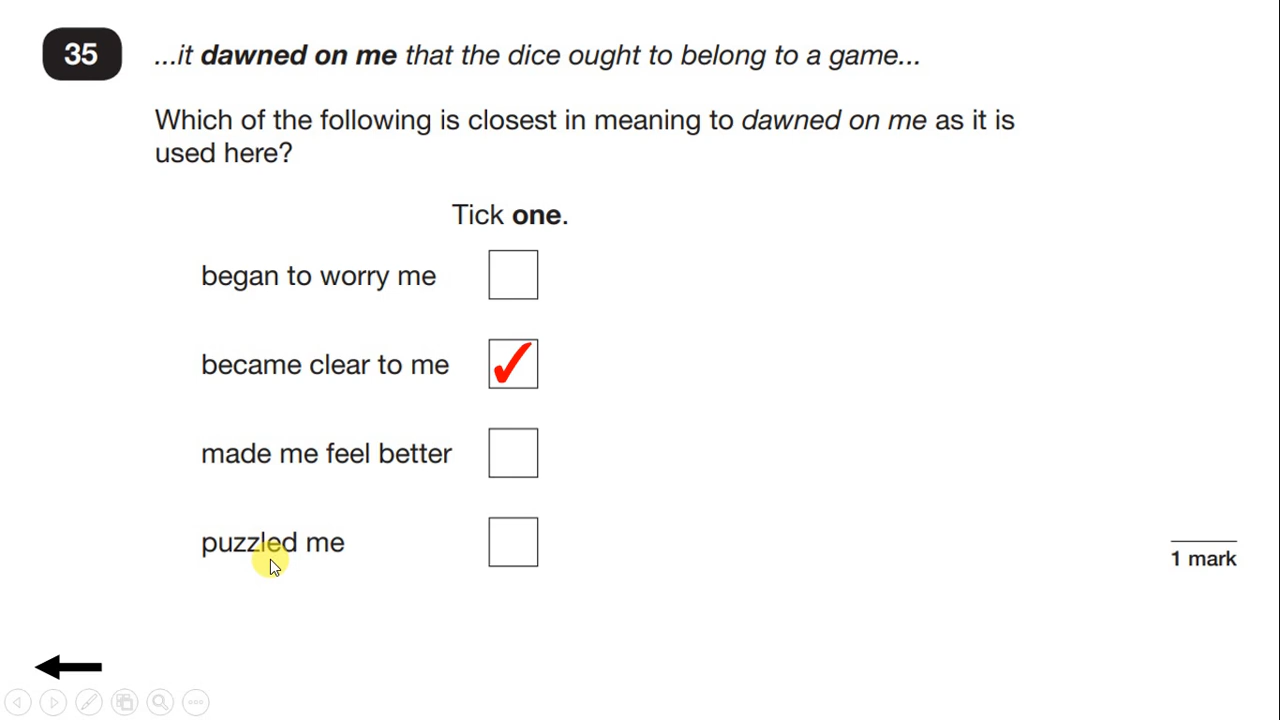 35 ...it dawned on me that the dice ought to belong to a game...
Which of the following is closest in meaning to dawned on me as it is
used here?
Tick one.
began to worry me
became clear to me
made me feel better
puzzled me
1 mark